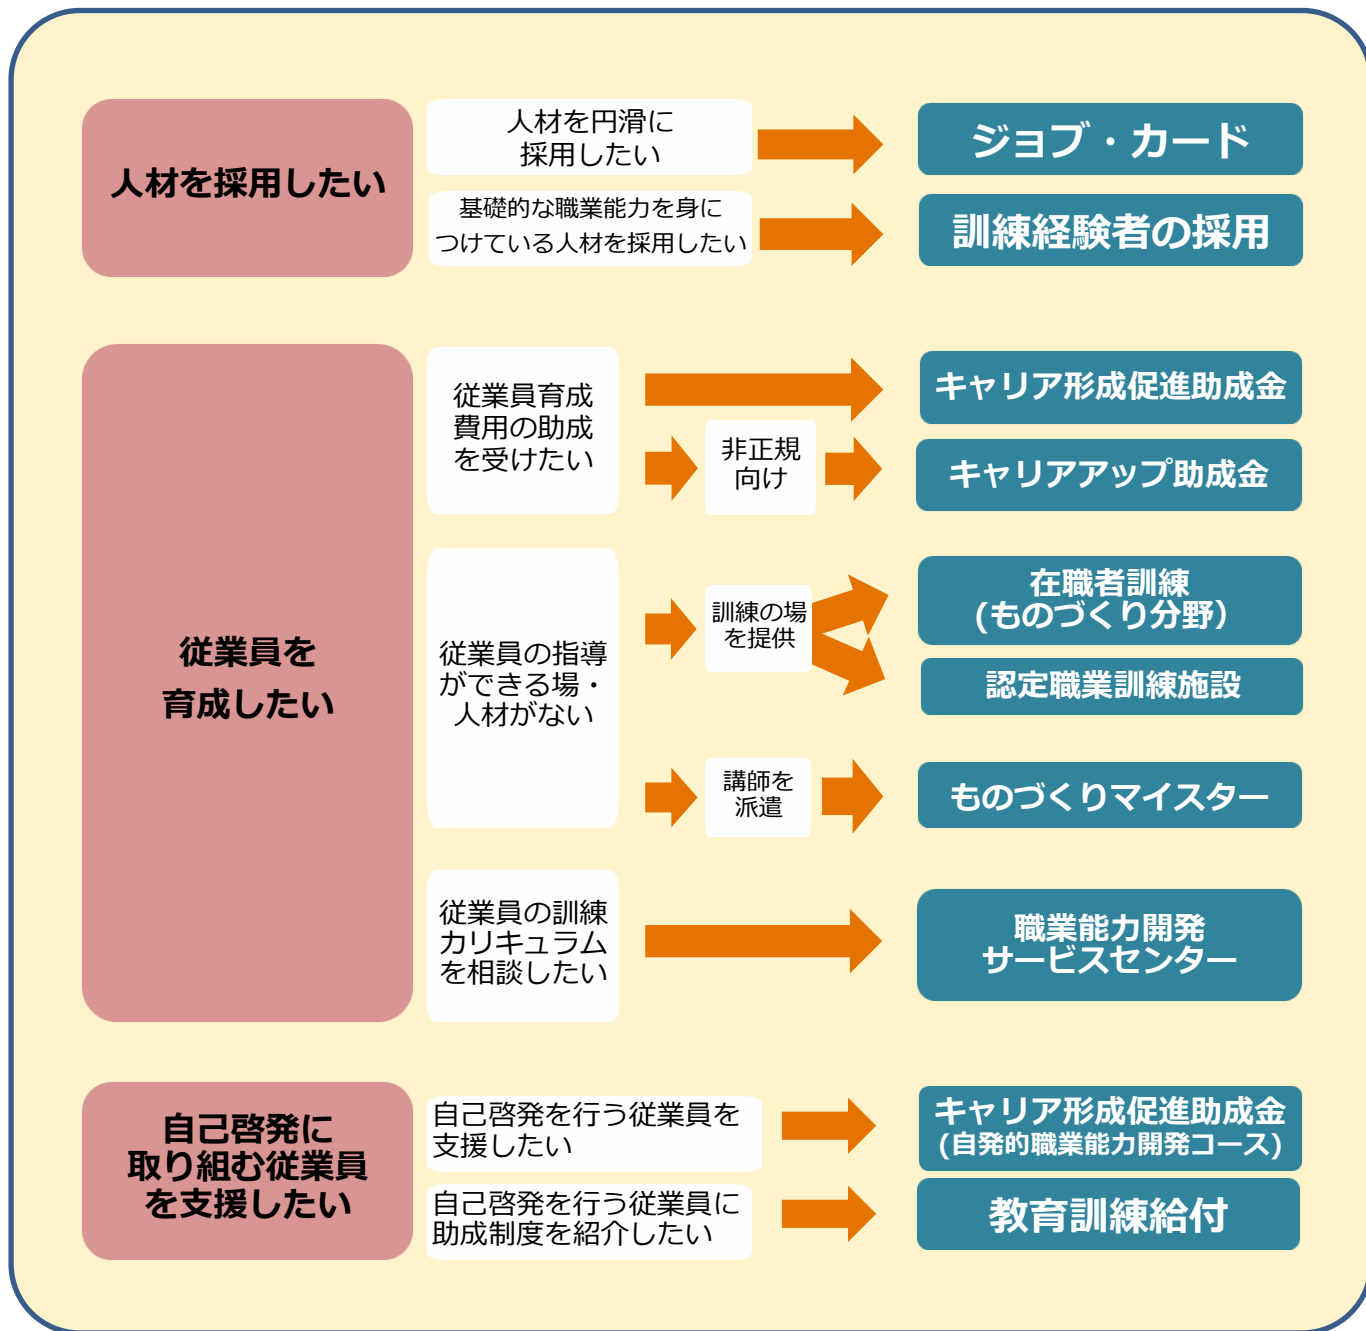 人材を採用したい
人材を円滑に
採用したい
ジョブ・カード
基礎的な職業能力を身に
つけている人材を採用したい
訓練経験者の採用
従業員を
育成したい
従業員育成
費用の助成
を受けたい
キャリア形成促進助成金
非正規
向け
キャリアアップ助成金
従業員の指導
ができる場・
人材がない
訓練の場
を提供
在職者訓練
(ものづくり分野）
認定職業訓練施設
講師を
派遣
ものづくりマイスター
従業員の訓練
カリキュラム
を相談したい
職業能力開発
サービスセンター
自己啓発に
取り組む従業員
を支援したい
自己啓発を行う従業員を
支援したい
キャリア形成促進助成金
(自発的職業能力開発コース)
自己啓発を行う従業員に
助成制度を紹介したい
教育訓練給付